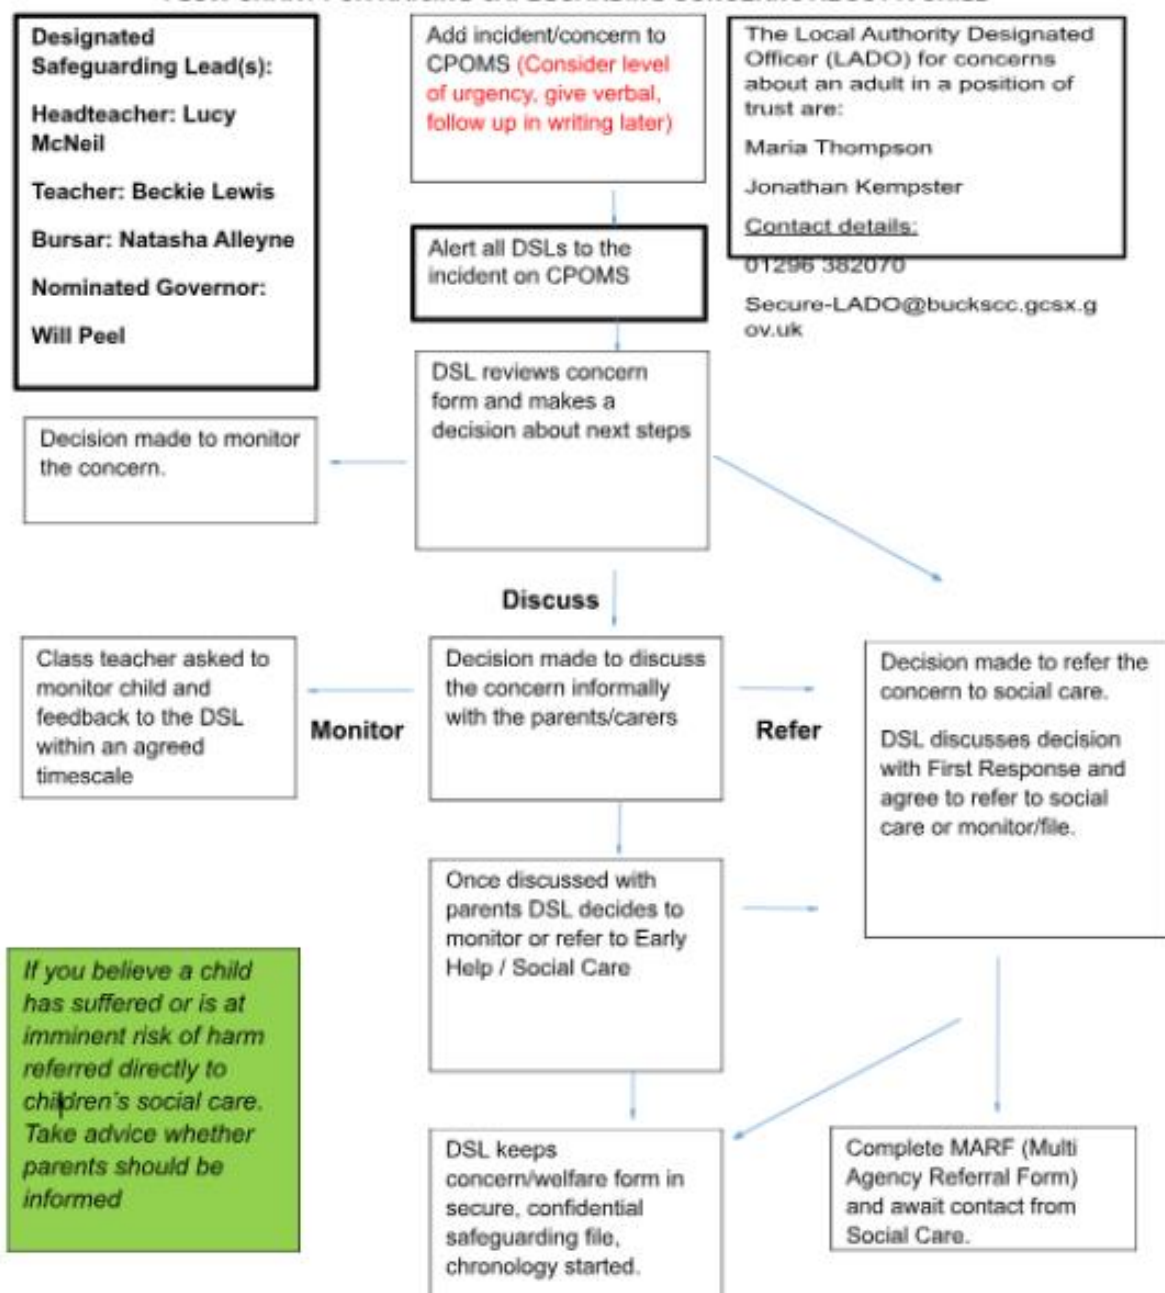 Designated
Safeguarding Lead(s):
Headteacher: Lucy
McNeil
Teacher: Beckie Lewis
Bursar: Natasha Alleyne
Nominated Governor:
Will Peel
Add incident/concern to
CPOMS (Consider level
of urgency, give verbal,
follow up in writing later)
The Local Authority Designated
Officer (LADO) for concerns
about an adult in a position of
trust are:
Maria Thompson
Jonathan Kempster
Contact details:
01296 382070
Secure-LADO@buckscc.gcsx.g
ov.uk
Alert all DSLs to the
incident on CPOMS
DSL reviews concern
form and makes a
decision about next steps
Decision made to monitor
the concern.
Discuss
Class teacher asked to
monitor child and
feedback to the DSL
within an agreed
timescale
Monitor
Decision made to discuss
the concern informally
with the parents/carers
Refer
Decision made to refer the
concern to social care.
DSL discusses decision
with First Response and
agree to refer to social
care or monitor/file.
Once discussed with
parents DSL decides to
monitor or refer to Early
Help / Social Care
If you believe a child
has suffered or is at
imminent risk of harm
referred directly to
children's social care.
Take advice whether
parents should be
informed
DSL keeps
concern/welfare form in
secure, confidential
safeguarding file,
chronology started.
Complete MARF (Multi
Agency Referral Form)
and await contact from
Social Care.